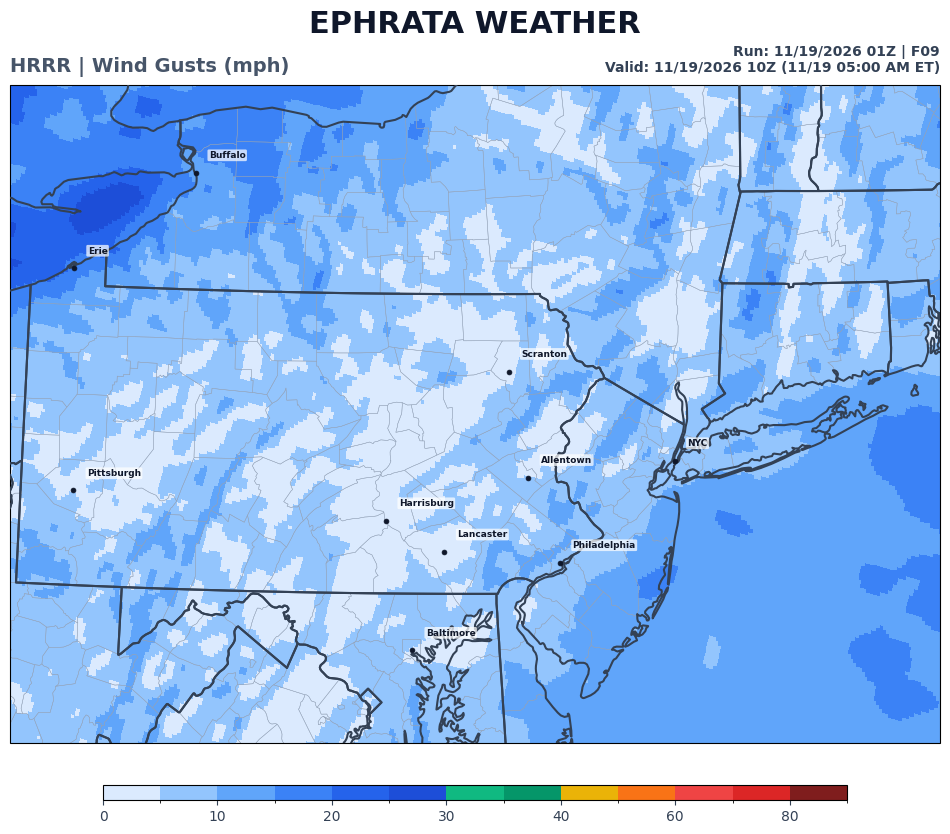 EPHRATA WEATHER
HRRR | Wind Gusts (mph)
Run: 11/19/2026 01Z | F09
Valid: 11/19/2026 10Z (11/19 05:00 AM ET)
Buffalo
Erie
Scranton
NYC
Allentown
Pittsburgh
Harrisburg
Lancaster
Philadelphia
Baltimore
0 10 20 30 40 50 60 70 80